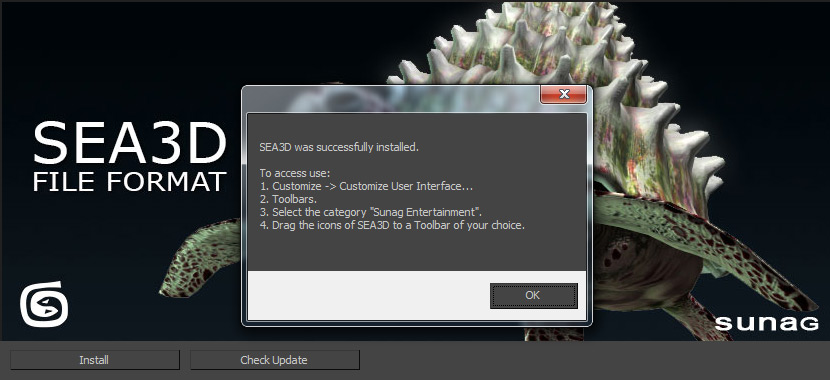 SEA3D
FILE FORMAT
SEA3D was successfully installed.
To access use:
1. Customize -> Customize User Interface...
2. Toolbars.
3. Select the category "Sunag Entertainment".
4. Drag the icons of SEA3D to a Toolbar of your choice.
OK
sunag
Install
Check Update